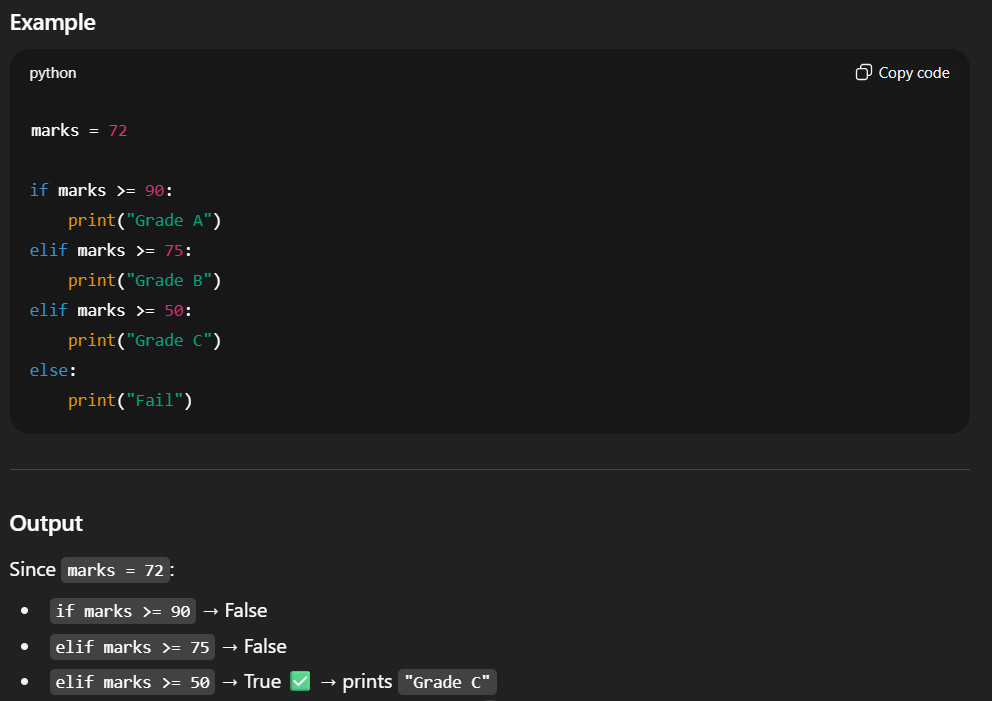 Example
python
Copy code
marks = 72
if marks >= 90:
    print("Grade A")
elif marks >= 75:
    print("Grade B")
elif marks >= 50:
    print("Grade C")
else:
    print("Fail")
Output
Since marks = 72:
• if marks >= 90 → False
• elif marks >= 75 → False
• elif marks >= 50 → True ✅ → prints "Grade C"